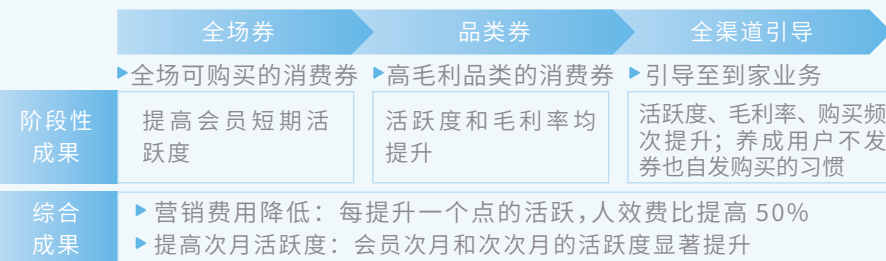 全场券
品类券
全渠道引导
全场可购买的消费券
高毛利品类的消费券
引导至到家业务
阶段性
成果
提高会员短期活
跃度
活跃度和毛利率均
提升
活跃度、毛利率、购买频
次提升；养成用户不发
券也自发购买的习惯
综合
成果
营销费用降低：每提升一个点的活跃，人效费比提高 50%
提高次月活跃度：会员次月和次次月的活跃度显著提升